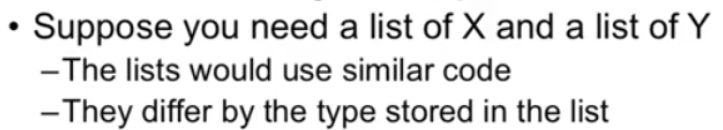 • Suppose you need a list of X and a list of Y
–The lists would use similar code
–They differ by the type stored in the list